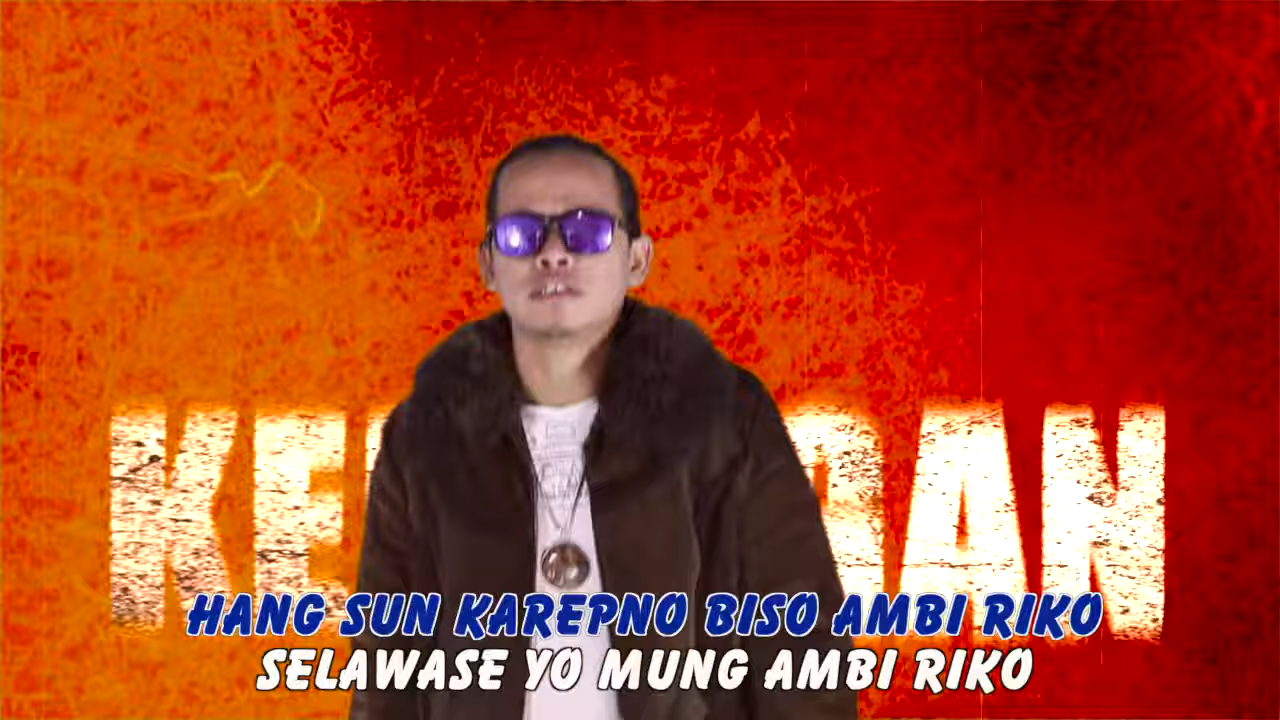 HANG SUN KAREPNO BISO AMBI RIKO
SELAWASE YO MUNG AMBI RIKO